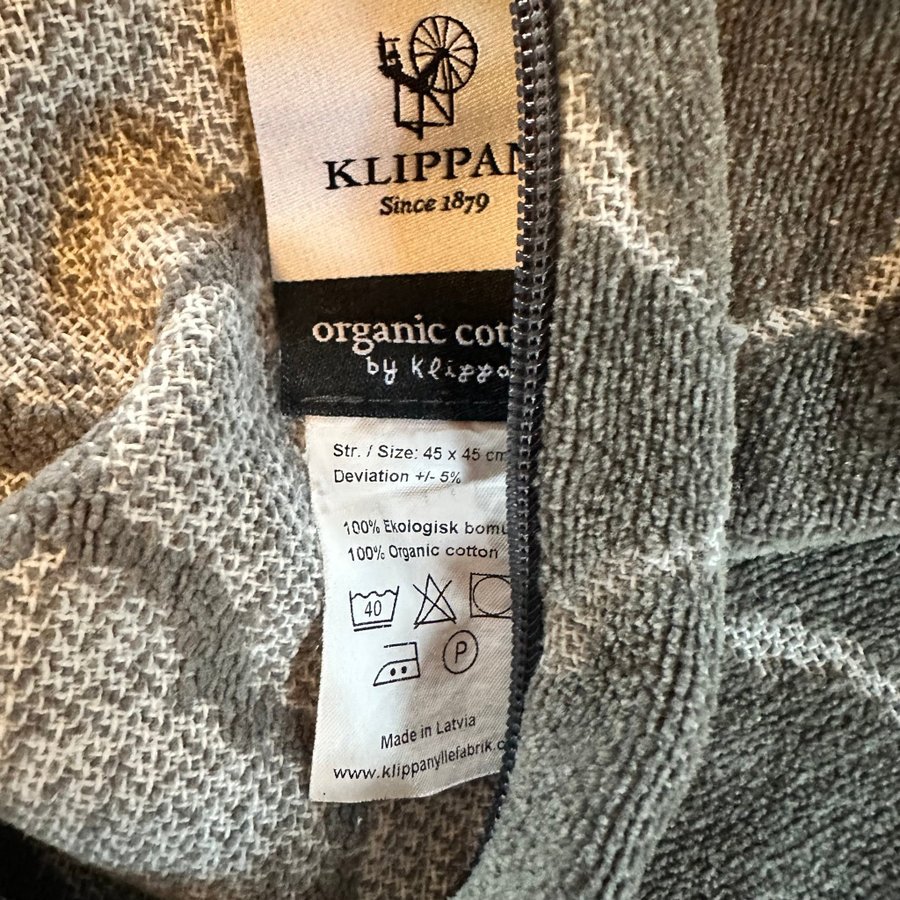 KLIPPAN
Since 1879
organic cot
by Klippa
Str. / Size: 45 x 45 cm
Deviation +/- 5%
100% Ekologisk bomu
100% Organic cotton
40
P
Made in Latvia
www.klippanyllefabrik.c